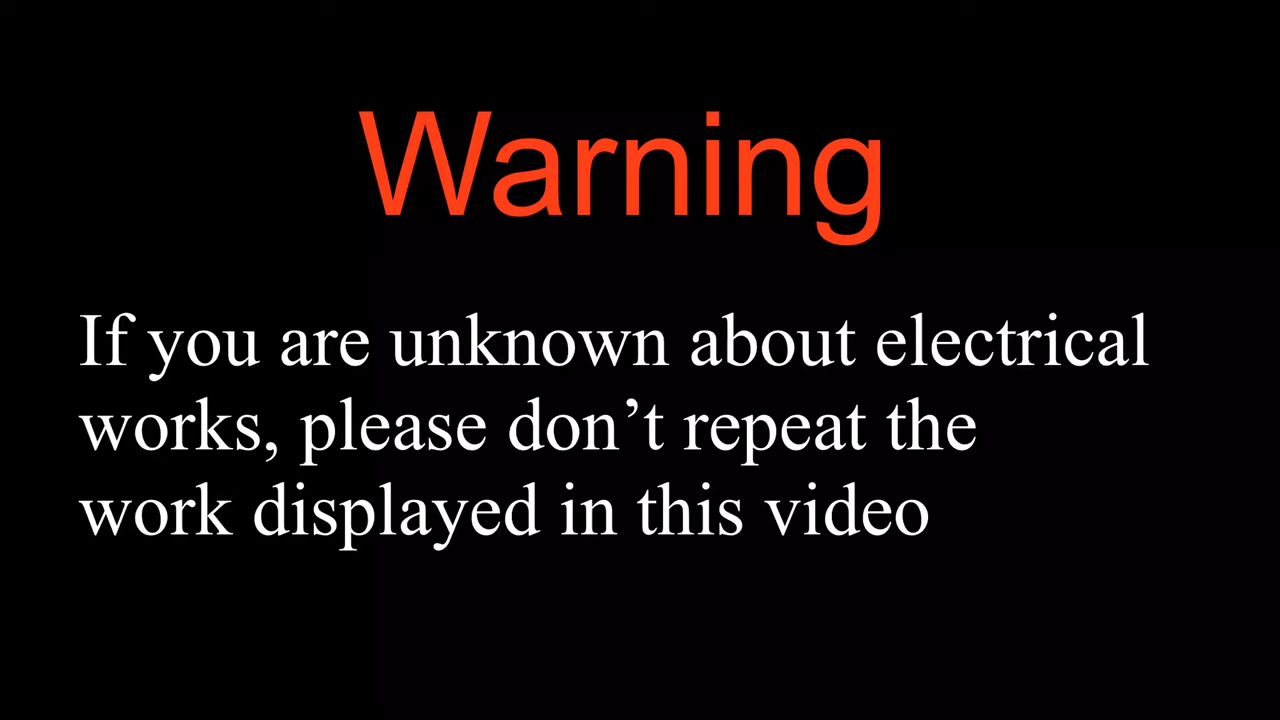 Warning
If you are unknown about electrical
works, please don’t repeat the
work displayed in this video